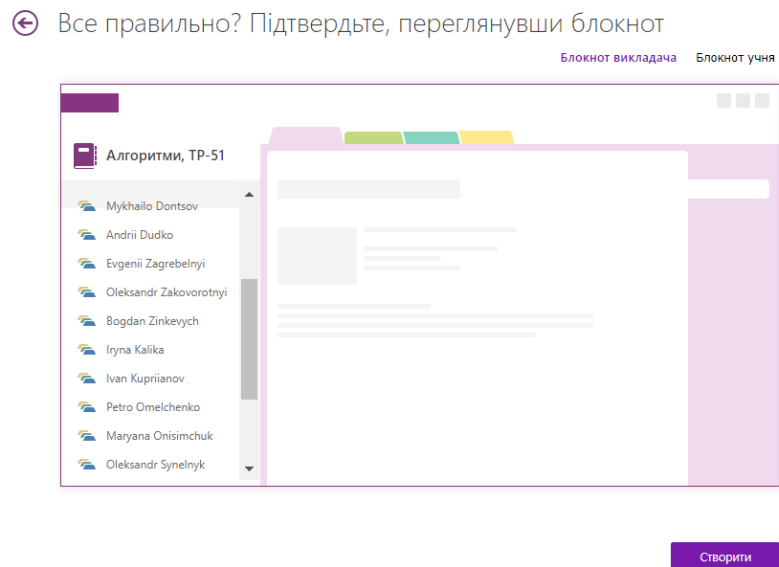 Все правильно? Підтвердьте, переглянувши блокнот
Блокнот викладача Блокнот учня
Алгоритми, ТР-51
Mykhailo Dontsov
Andrii Dudko
Evgenii Zagrebelnyi
Oleksandr Zakovorotnyi
Bogdan Zinkevych
Iryna Kalika
Ivan Kupriianov
Petro Omelchenko
Maryana Onisimchuk
Oleksandr Synelnyk
Створити